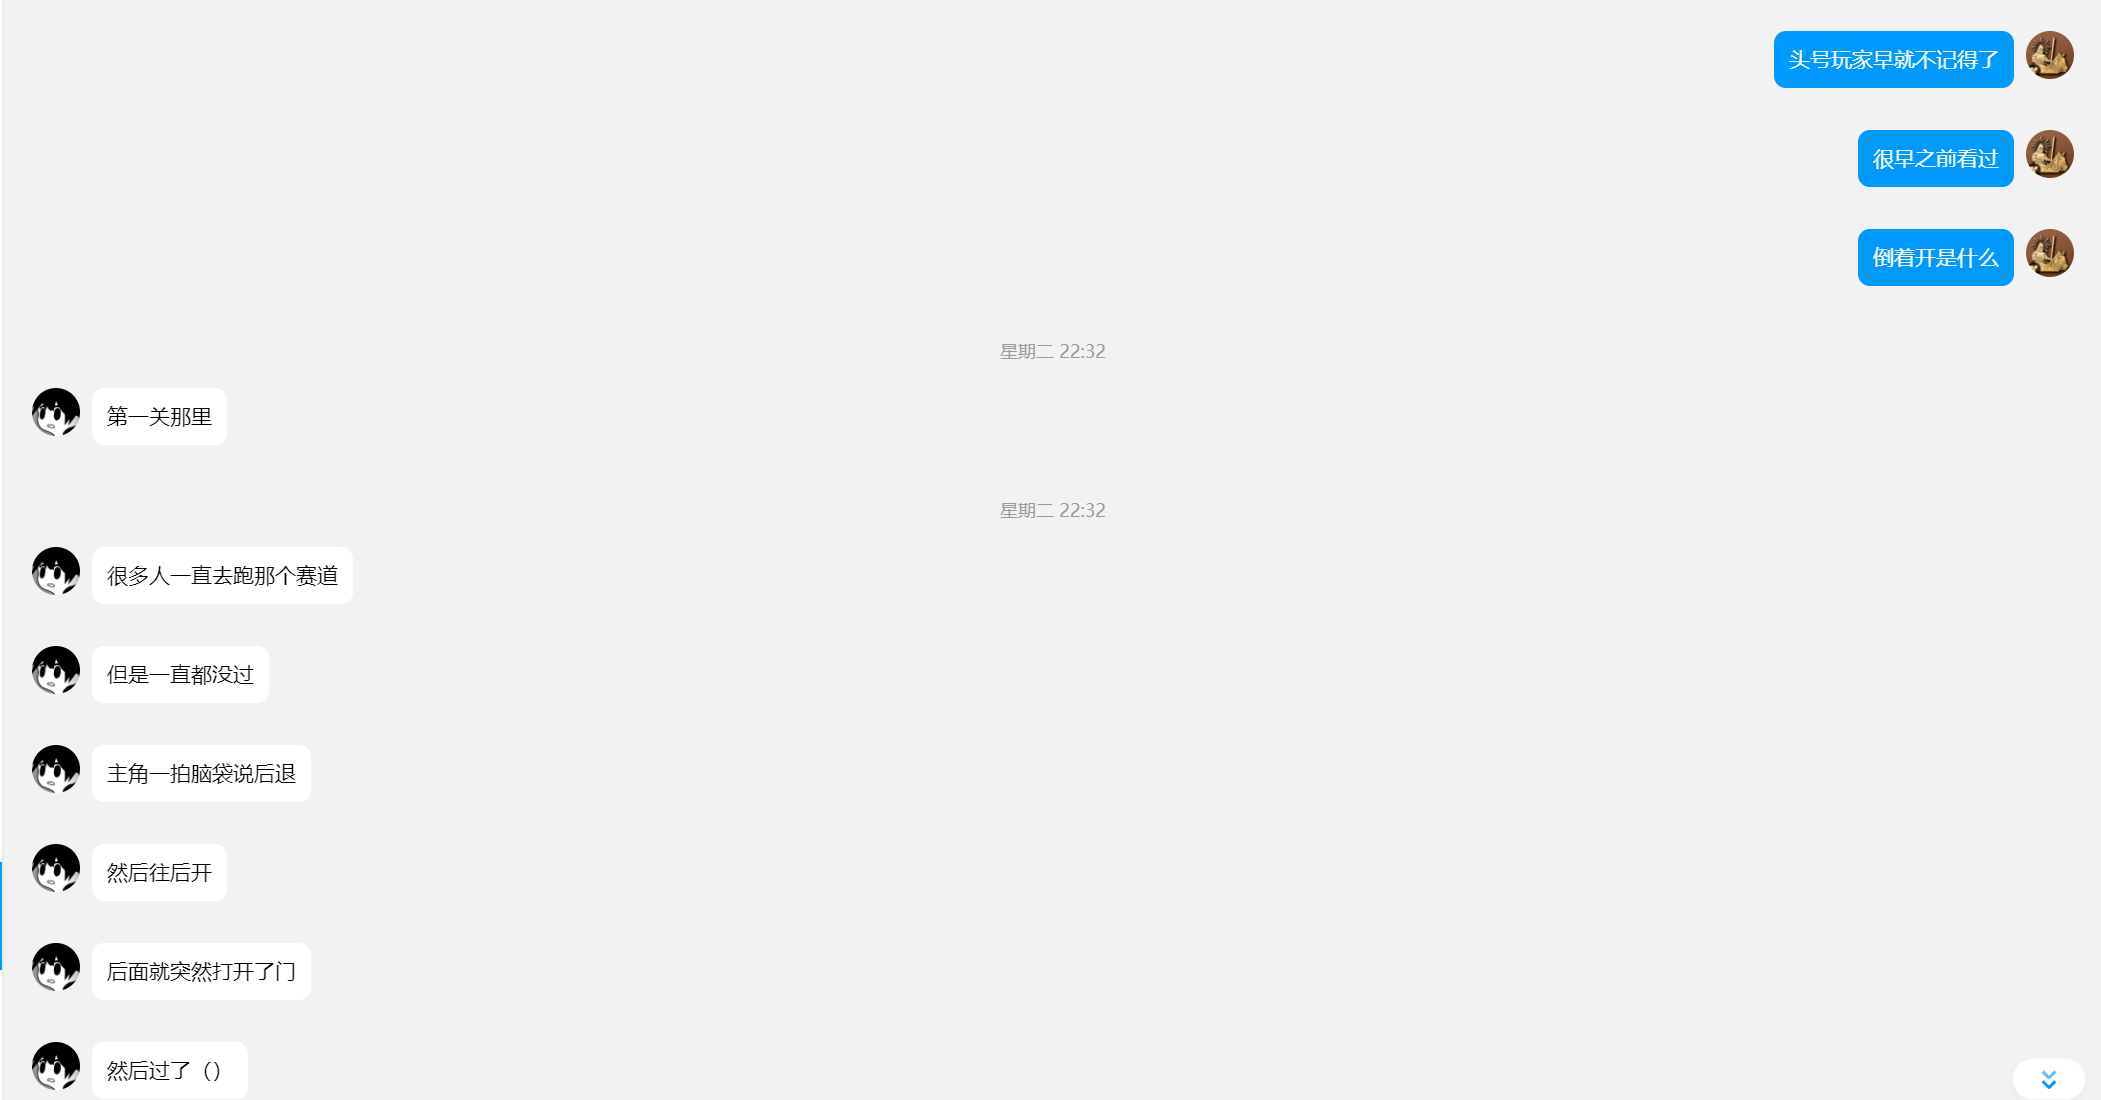 头号玩家早就不记得了
很早之前看过
倒着开是什么
星期二 22:32
第一关那里
星期二 22:32
很多人一直去跑那个赛道
但是一直都没过
主角一拍脑袋说后退
然后往后开
后面就突然打开了门
然后过了（）